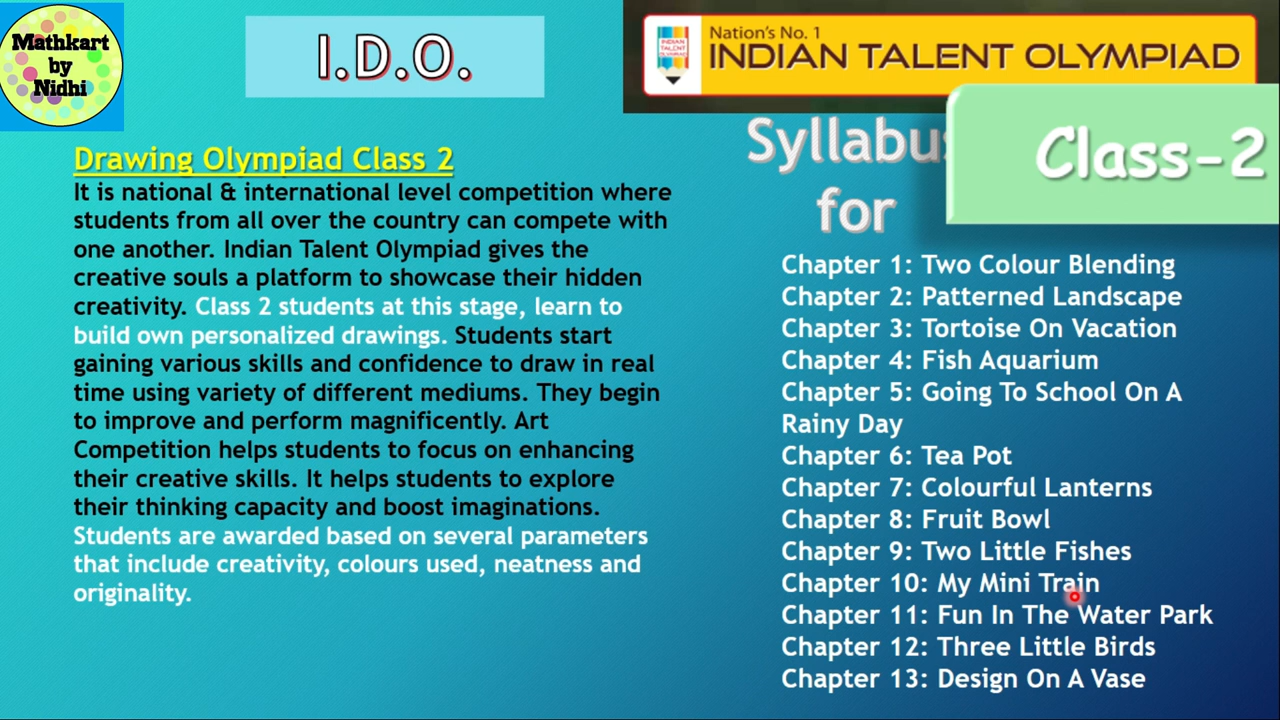 Mathkart
by
Nidhi
I.D.O.
Nation's No. 1
INDIAN TALENT OLYMPIAD
INDIAN
TALENT
OLYMPIAD
Drawing Olympiad Class 2
It is national & international level competition where
students from all over the country can compete with
one another. Indian Talent Olympiad gives the
creative souls a platform to showcase their hidden
creativity. Class 2 students at this stage, learn to
build own personalized drawings. Students start
gaining various skills and confidence to draw in real
time using variety of different mediums. They begin
to improve and perform magnificently. Art
Competition helps students to focus on enhancing
their creative skills. It helps students to explore
their thinking capacity and boost imaginations.
Students are awarded based on several parameters
that include creativity, colours used, neatness and
originality.
Syllabus
for
Class-2
Chapter 1: Two Colour Blending
Chapter 2: Patterned Landscape
Chapter 3: Tortoise On Vacation
Chapter 4: Fish Aquarium
Chapter 5: Going To School On A
Rainy Day
Chapter 6: Tea Pot
Chapter 7: Colourful Lanterns
Chapter 8: Fruit Bowl
Chapter 9: Two Little Fishes
Chapter 10: My Mini Train
Chapter 11: Fun In The Water Park
Chapter 12: Three Little Birds
Chapter 13: Design On A Vase